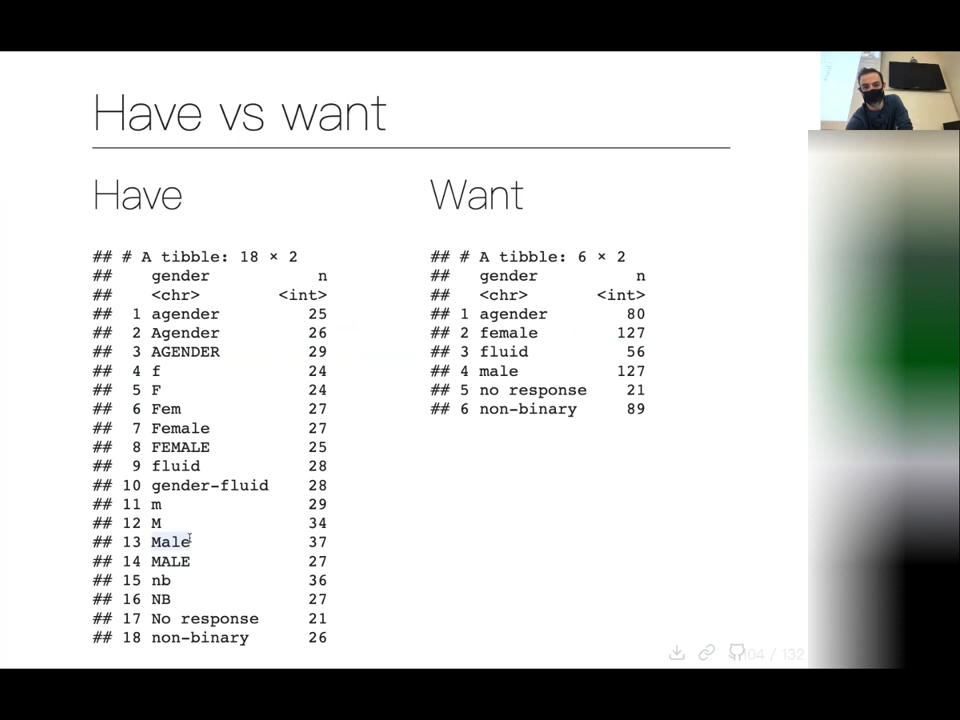 Have vs want
Have
## # A tibble: 18 × 2
##      gender           n
##      <chr>        <int>
##  1 agender         25
##  2 Agender         26
##  3 AGENDER         29
##  4 f               24
##  5 F               24
##  6 Fem             27
##  7 Female          27
##  8 FEMALE          25
##  9 fluid           28
## 10 gender-fluid    28
## 11 m               29
## 12 M               34
## 13 Male            37
## 14 MALE            27
## 15 nb              36
## 16 NB              27
## 17 No response     21
## 18 non-binary      26
Want
## # A tibble: 6 × 2
##     gender           n
##     <chr>        <int>
## 1 agender         80
## 2 female         127
## 3 fluid           56
## 4 male           127
## 5 no response     21
## 6 non-binary      89
/ 132